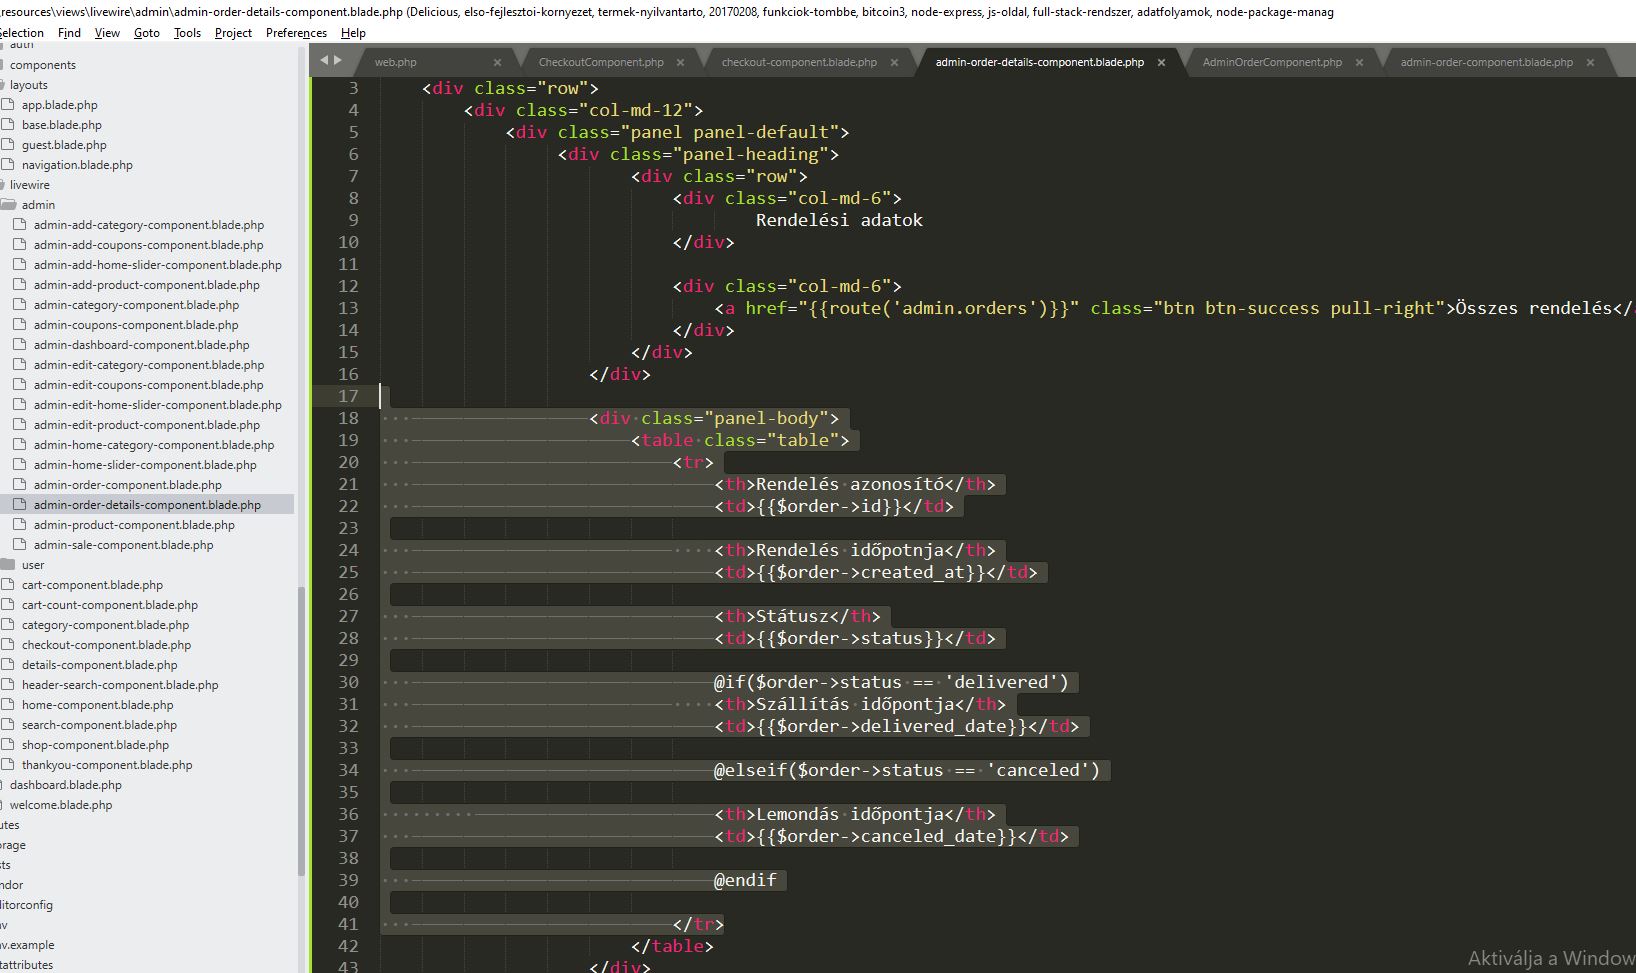 resources\views\livewire\admin\admin-order-details-component.blade.php (Delicious, elso-fejlesztoi-kornyezet, termek-nyilvantarto, 20170208, funkciok-tombbe, bitcoin3, node-express, js-oldal, full-stack-rendszer, adatfolyamok, node-package-manag
Selection Find View Goto Tools Project Preferences Help
web.php × CheckoutComponent.php × checkout-component.blade.php × admin-order-details-component.blade.php × AdminOrderComponent.php × admin-order-component.blade.php ×
auth
components
layouts
app.blade.php
base.blade.php
guest.blade.php
navigation.blade.php
livewire
admin
admin-add-category-component.blade.php
admin-add-coupons-component.blade.php
admin-add-home-slider-component.blade.php
admin-add-product-component.blade.php
admin-category-component.blade.php
admin-coupons-component.blade.php
admin-dashboard-component.blade.php
admin-edit-category-component.blade.php
admin-edit-coupons-component.blade.php
admin-edit-home-slider-component.blade.php
admin-edit-product-component.blade.php
admin-home-category-component.blade.php
admin-home-slider-component.blade.php
admin-order-component.blade.php
admin-order-details-component.blade.php
admin-product-component.blade.php
admin-sale-component.blade.php
user
cart-component.blade.php
cart-count-component.blade.php
category-component.blade.php
checkout-component.blade.php
details-component.blade.php
header-search-component.blade.php
home-component.blade.php
search-component.blade.php
shop-component.blade.php
thankyou-component.blade.php
dashboard.blade.php
welcome.blade.php
utes
orage
sts
ndor
ditorconfig
nv
nv.example
tattributes
3 <div class="row">
4 <div class="col-md-12">
5 <div class="panel panel-default">
6 <div class="panel-heading">
7 <div class="row">
8 <div class="col-md-6">
9 Rendelési adatok
10 </div>
11
12 <div class="col-md-6">
13 <a href="{{route('admin.orders')}}" class="btn btn-success pull-right">Összes rendelés</a
14 </div>
15 </div>
16 </div>
17
18 <div class="panel-body">
19 <table class="table">
20 <tr>
21 <th>Rendelés azonosító</th>
22 <td>{{$order->id}}</td>
23
24 <th>Rendelés időpotnja</th>
25 <td>{{$order->created_at}}</td>
26
27 <th>Státusz</th>
28 <td>{{$order->status}}</td>
29
30 @if($order->status == 'delivered')
31 <th>Szállítás időpontja</th>
32 <td>{{$order->delivered_date}}</td>
33
34 @elseif($order->status == 'canceled')
35
36 <th>Lemondás időpontja</th>
37 <td>{{$order->canceled_date}}</td>
38
39 @endif
40
41 </tr>
42 </table>
43 </div>
Aktiválja a Window